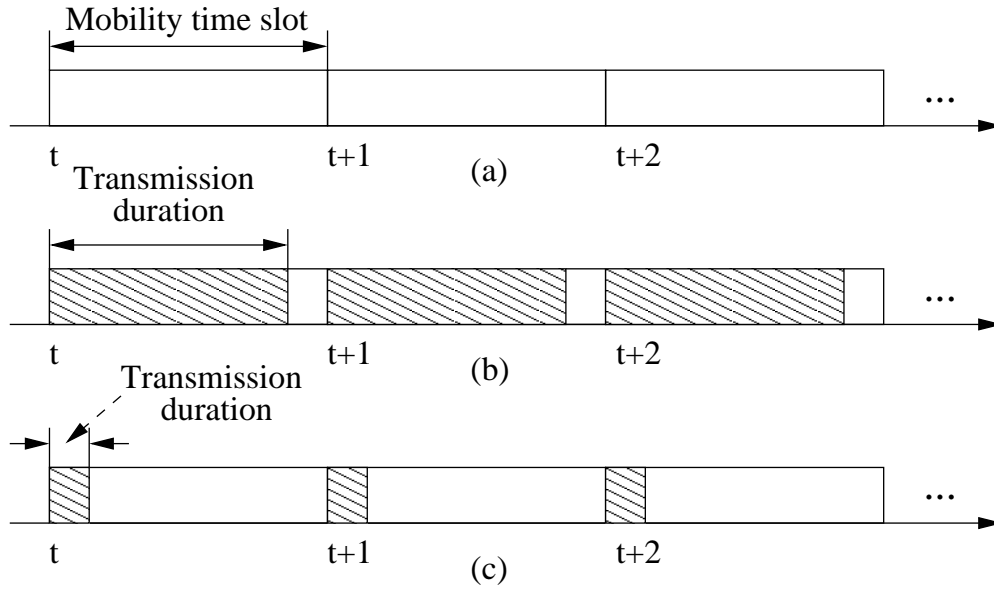 Mobility time slot
...
t t+1 t+2
(a)
Transmission
duration
...
t t+1 t+2
(b)
Transmission
duration
...
t t+1 t+2
(c)